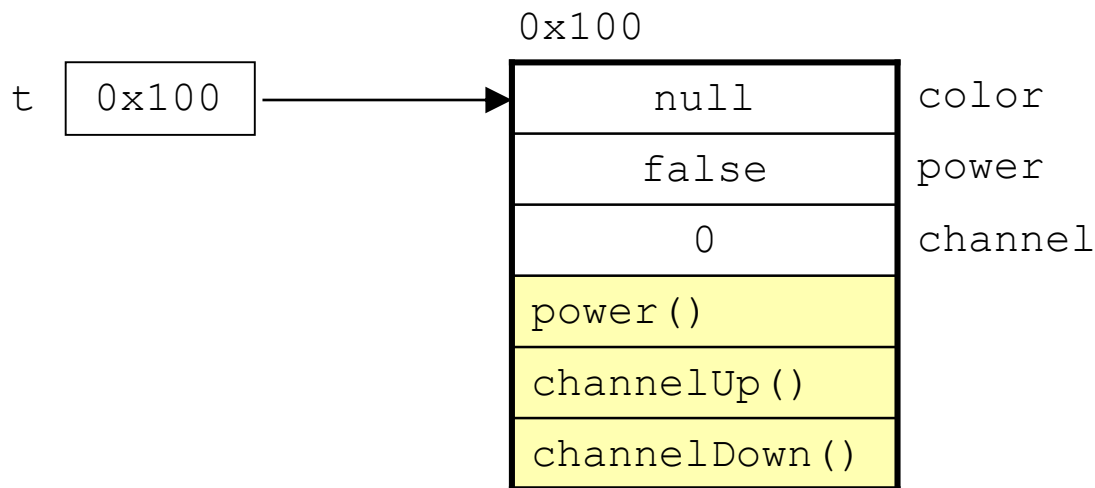 0x100
t 0x100 null color
false power
0 channel
power()
channelUp()
channelDown()